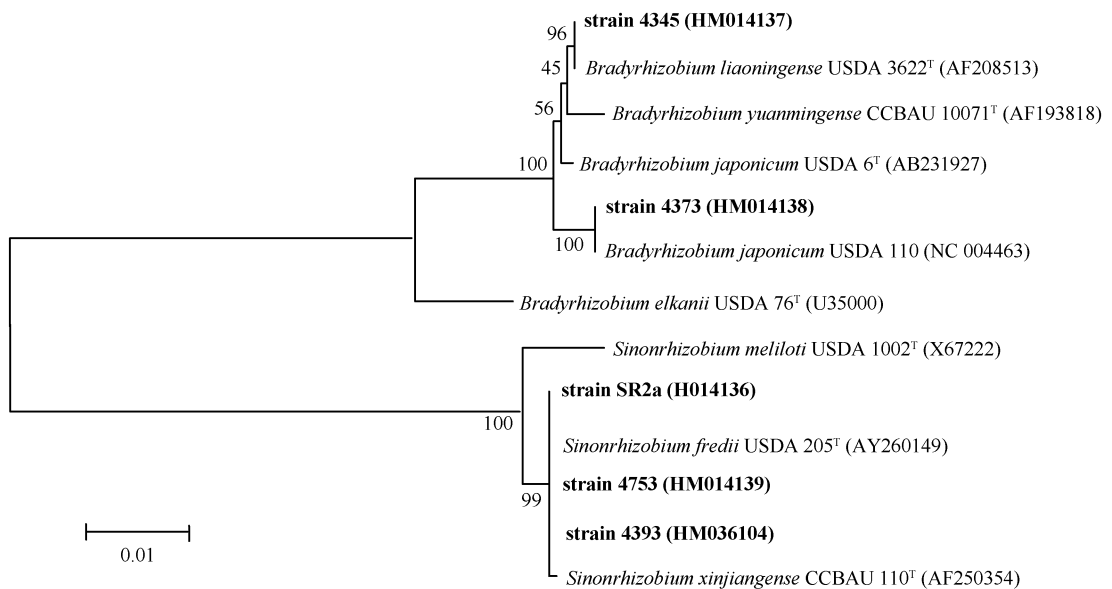 strain 4345 (HM014137)
96
45
Bradyrhizobium liaoningense USDA 3622ᵀ (AF208513)
56
Bradyrhizobium yuanmingense CCBAU 10071ᵀ (AF193818)
100
Bradyrhizobium japonicum USDA 6ᵀ (AB231927)
strain 4373 (HM014138)
100
Bradyrhizobium japonicum USDA 110 (NC 004463)
Bradyrhizobium elkanii USDA 76ᵀ (U35000)
Sinonrhizobium meliloti USDA 1002ᵀ (X67222)
strain SR2a (H014136)
100
Sinonrhizobium fredii USDA 205ᵀ (AY260149)
strain 4753 (HM014139)
99
strain 4393 (HM036104)
0.01
Sinonrhizobium xinjiangense CCBAU 110ᵀ (AF250354)